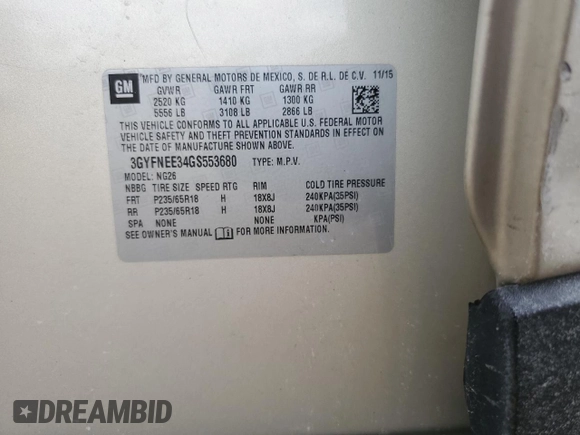 GM
MFD BY GENERAL MOTORS DE MEXICO, S. DE R.L. DE C.V. 11/15
GVWR GAWR FRT GAWR RR
2520 KG 1410 KG 1300 KG
5556 LB 3108 LB 2866 LB
THIS VEHICLE CONFORMS TO ALL APPLICABLE U.S. FEDERAL MOTOR
VEHICLE SAFETY AND THEFT PREVENTION STANDARDS IN EFFECT ON
THE DATE OF MANUFACTURE SHOWN ABOVE.
3GYFNEE34GS553680 TYPE: M.P.V.
MODEL: NG26
NBBG TIRE SIZE SPEED RTG RIM COLD TIRE PRESSURE
FRT P235/65R18 H 18X8J 240KPA(35PSI)
RR P235/65R18 H 18X8J 240KPA(35PSI)
SPA NONE NONE KPA(PSI)
SEE OWNER'S MANUAL FOR MORE INFORMATION.
DREAMBID